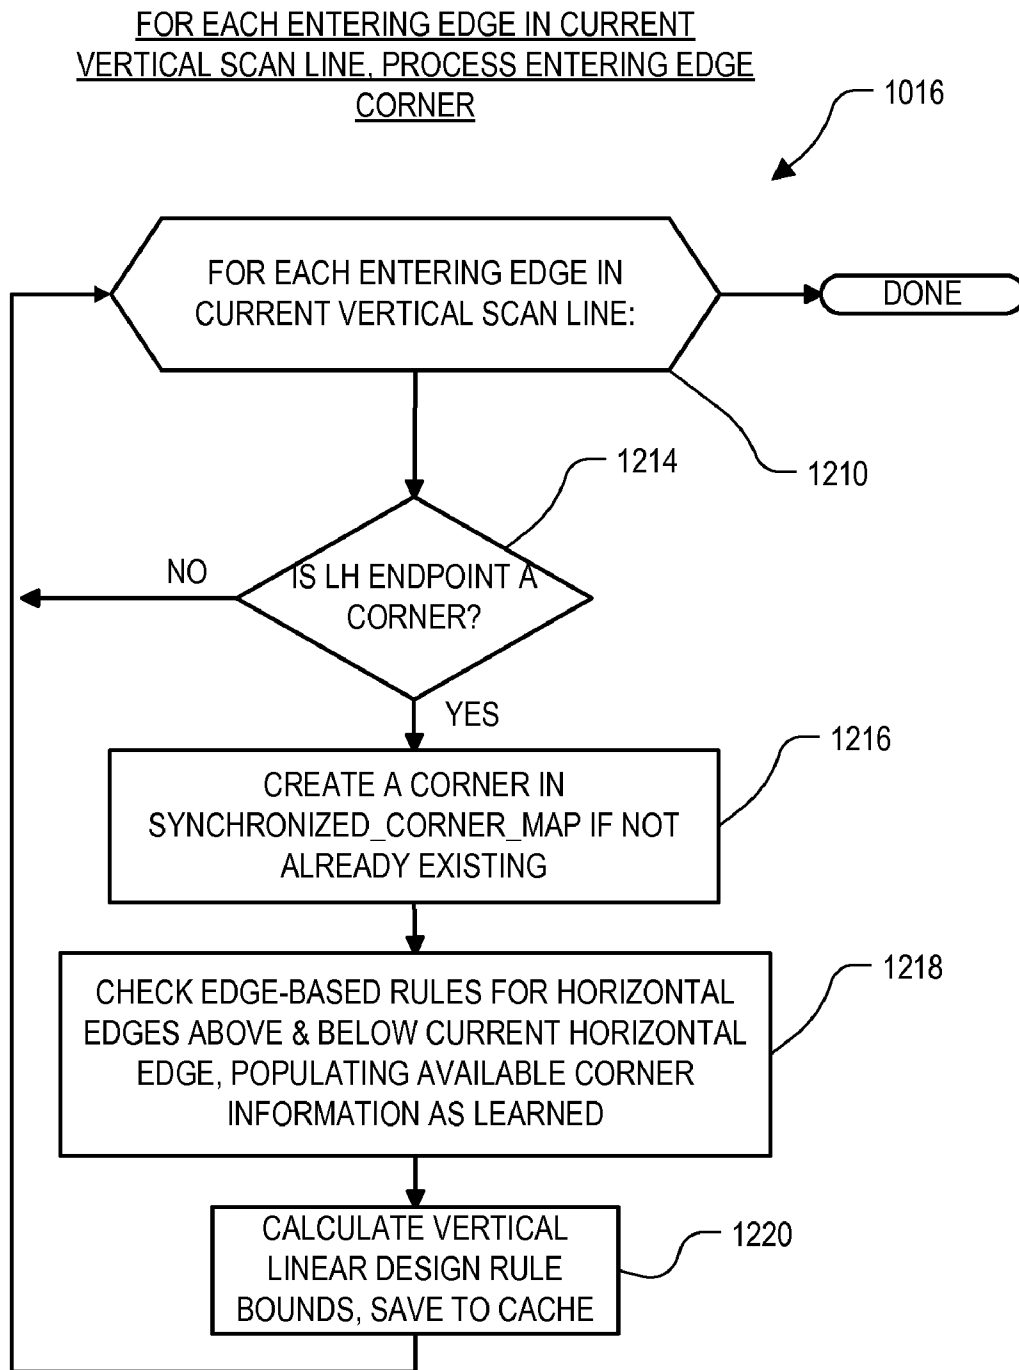 FOR EACH ENTERING EDGE IN CURRENT
VERTICAL SCAN LINE, PROCESS ENTERING EDGE
CORNER
1016
FOR EACH ENTERING EDGE IN
CURRENT VERTICAL SCAN LINE:
DONE
1210
1214
IS LH ENDPOINT A
CORNER?
NO
YES
1216
CREATE A CORNER IN
SYNCHRONIZED_CORNER_MAP IF NOT
ALREADY EXISTING
1218
CHECK EDGE-BASED RULES FOR HORIZONTAL
EDGES ABOVE & BELOW CURRENT HORIZONTAL
EDGE, POPULATING AVAILABLE CORNER
INFORMATION AS LEARNED
1220
CALCULATE VERTICAL
LINEAR DESIGN RULE
BOUNDS, SAVE TO CACHE